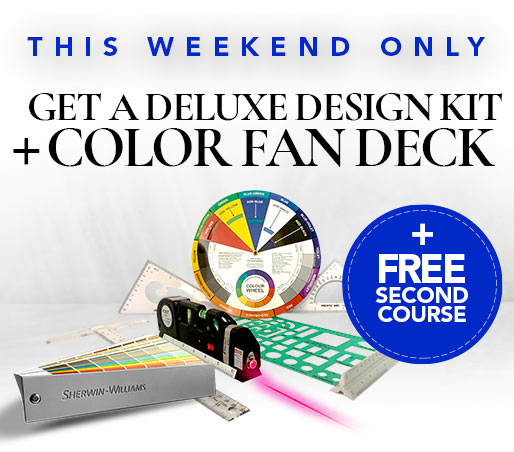 THIS WEEKEND ONLY
GET A DELUXE DESIGN KIT
+ COLOR FAN DECK
+
FREE
SECOND
COURSE
COLOUR
WHEEL
SHERWIN-WILLIAMS